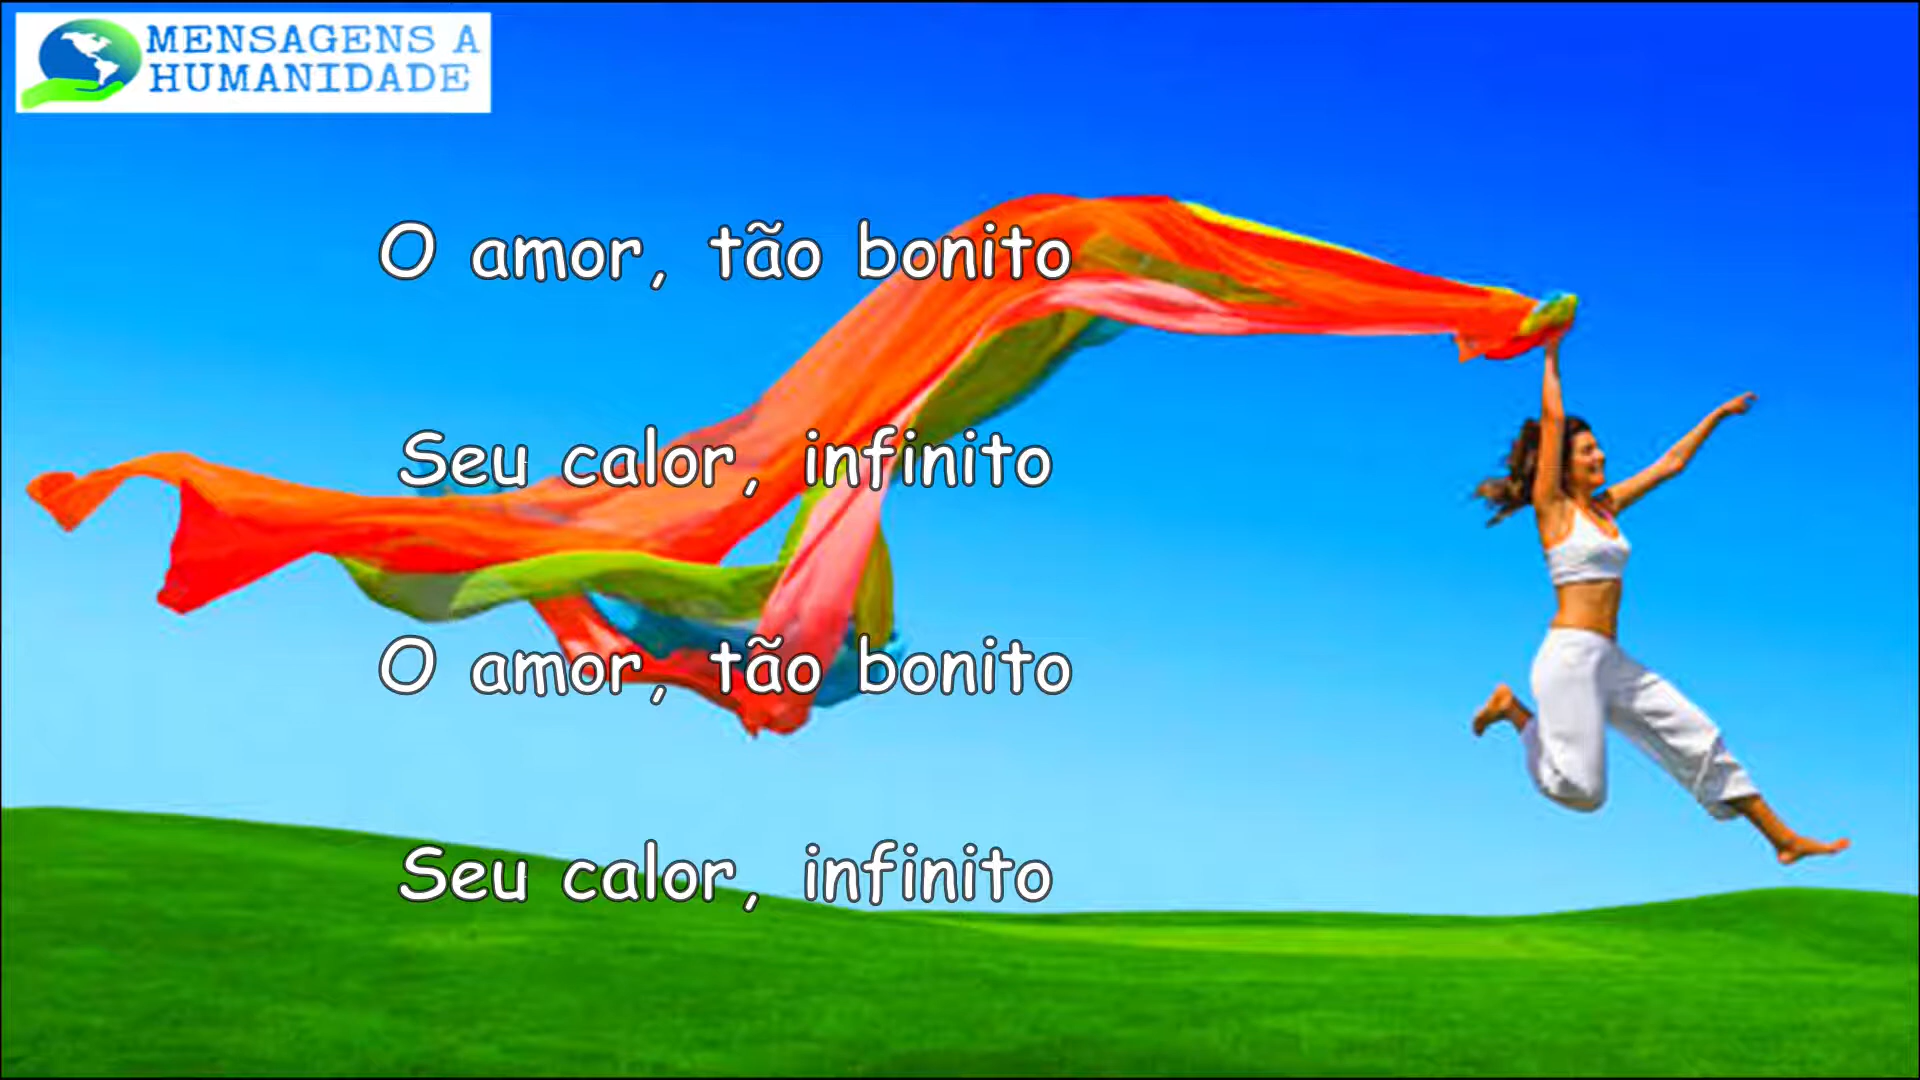 MENSAGENS A
HUMANIDADE
O amor, tão bonito
Seu calor, infinito
O amor, tão bonito
Seu calor, infinito